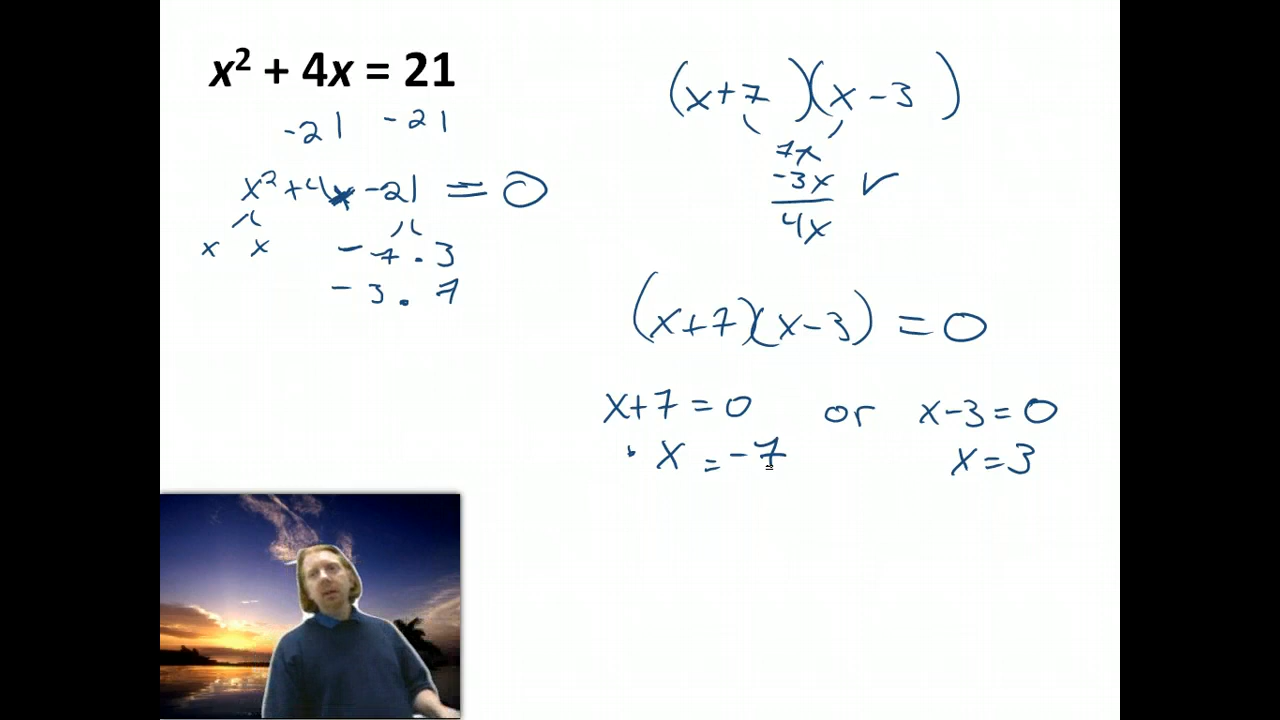 x² + 4x = 21
-21 -21
x²+4x -21 = 0
x x -7 . 3
-3 . 7
(x+7)(x-3)
7x
-3x ✓
4x
(x+7)(x-3) = 0
x+7=0 or x-3=0
x = -7 x=3